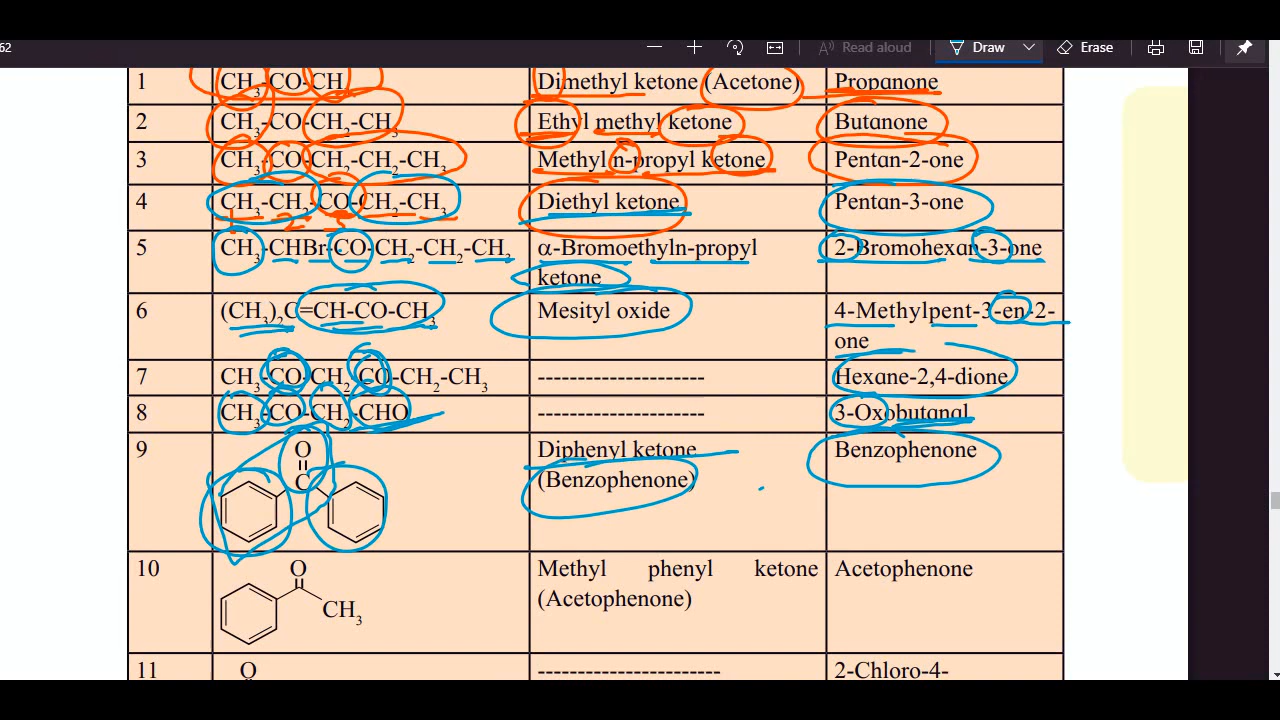 62
Read aloud
Draw
Erase
1 CH3-CO-CH Dimethyl ketone (Acetone) Propanone
2 CH3-CO-CH2-CH3 Ethyl methyl ketone Butanone
3 CH3-CO-CH2-CH2-CH3 Methyl n-propyl ketone Pentan-2-one
4 CH3-CH2-CO-CH2-CH3 Diethyl ketone Pentan-3-one
1 2 3
5 CH3-CHBr-CO-CH2-CH2-CH3 α-Bromoethyln-propyl 2-Bromohexan-3-one
ketone
6 (CH3)2C=CH-CO-CH3 Mesityl oxide 4-Methylpent-3-en-2-
one
7 CH3-CO-CH2-CO-CH2-CH3 --------------------- Hexane-2,4-dione
8 CH3-CO-CH2-CHO --------------------- 3-Oxobutanal
9 O Diphenyl ketone Benzophenone
C (Benzophenone)
10 O Methyl phenyl ketone Acetophenone
CH3 (Acetophenone)
11 O ----------------------- 2-Chloro-4-